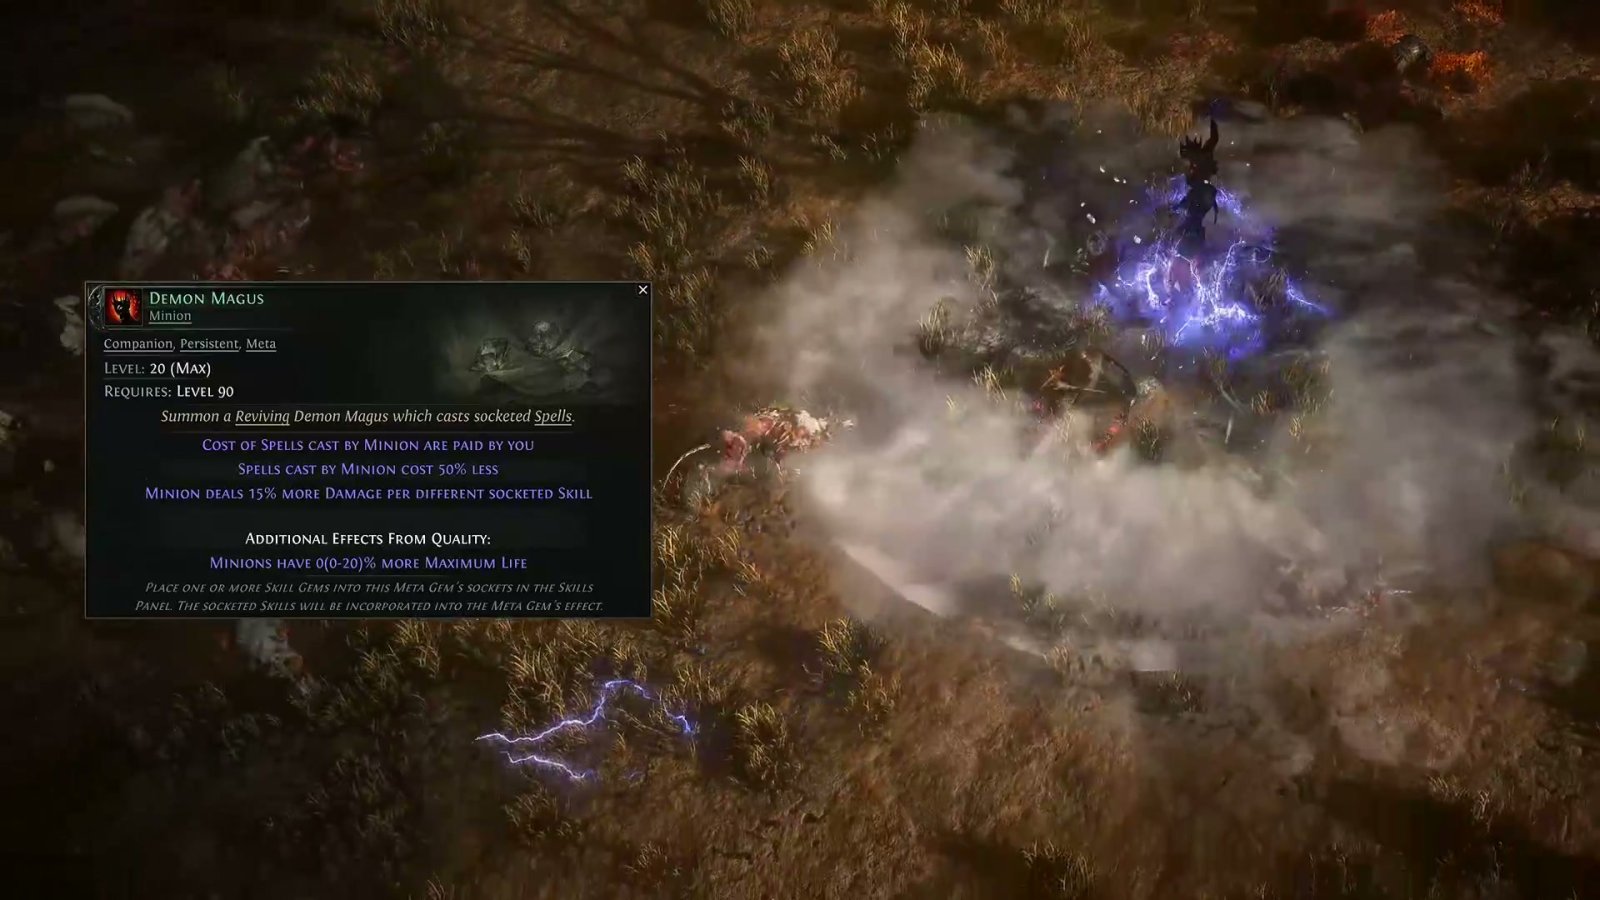 Demon Magus
Minion
Companion, Persistent, Meta
Level: 20 (Max)
Requires: Level 90
Summon a Reviving Demon Magus which casts socketed Spells.
Cost of Spells cast by Minion are paid by you
Spells cast by Minion cost 50% less
Minion deals 15% more Damage per different socketed Skill
Additional Effects From Quality:
Minions have 0(0-20)% more Maximum Life
Place one or more Skill Gems into this Meta Gem's sockets in the Skills
Panel. The socketed Skills will be incorporated into the Meta Gem's effect.